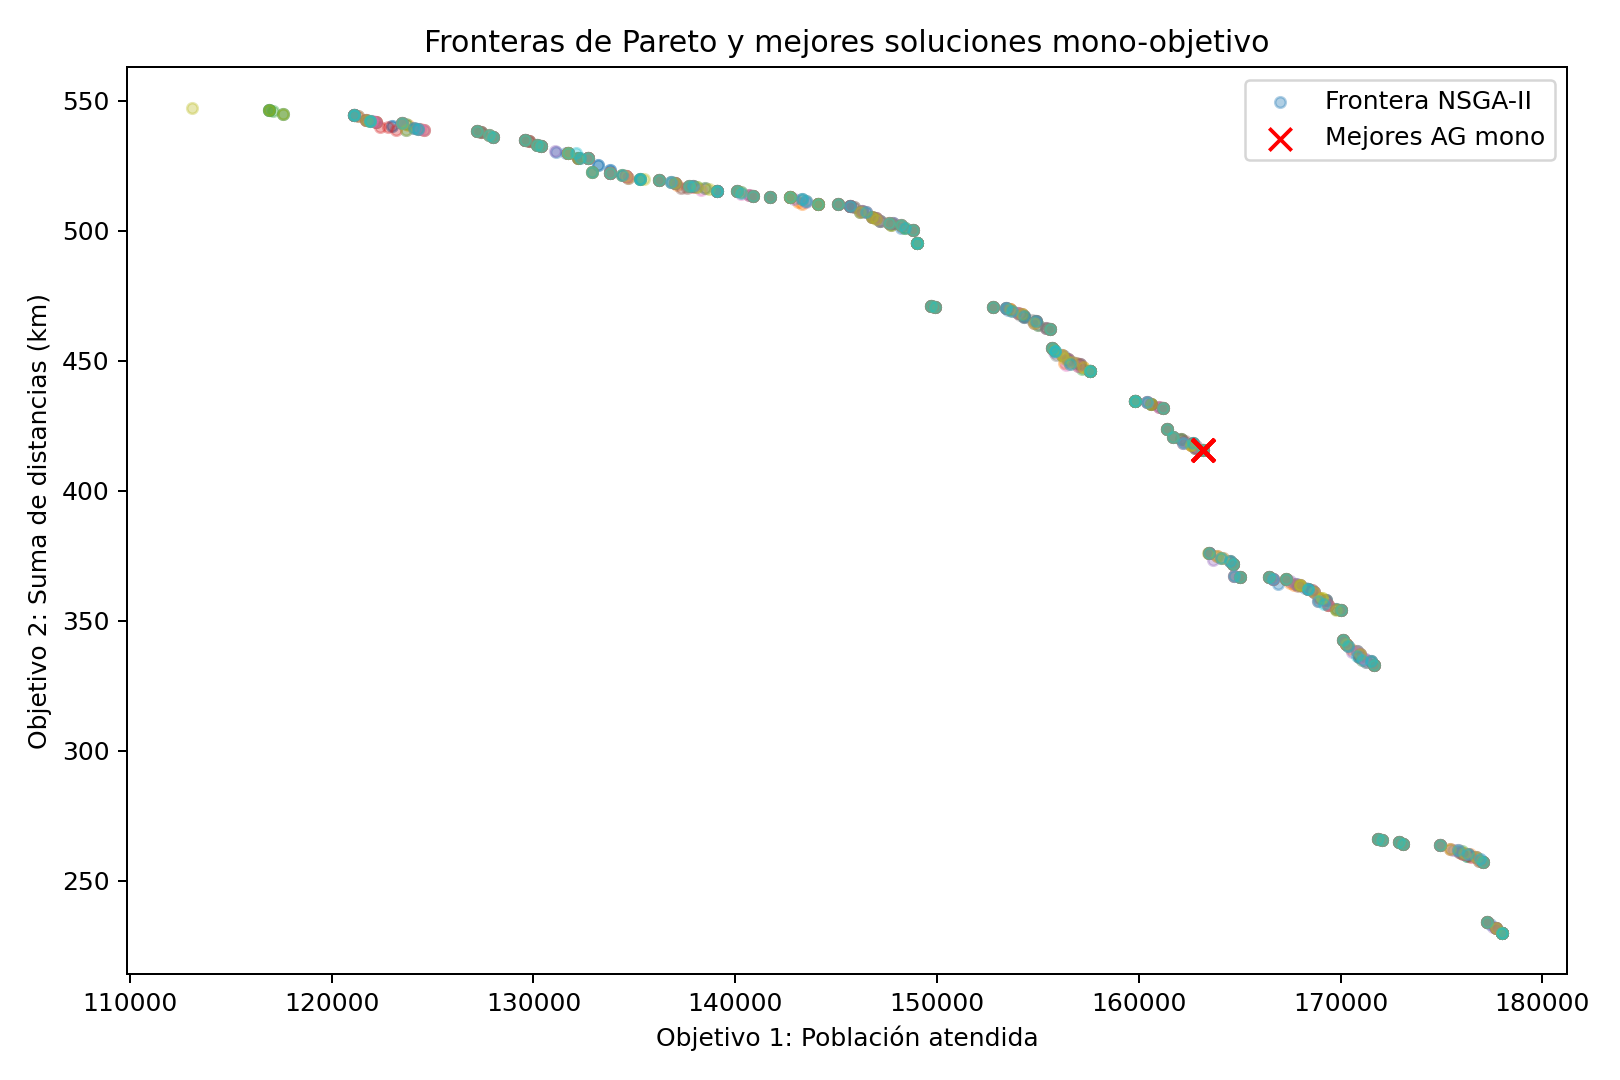 Fronteras de Pareto y mejores soluciones mono-objetivo
Frontera NSGA-II
Mejores AG mono
Objetivo 2: Suma de distancias (km)
550
500
450
400
350
300
250
110000 120000 130000 140000 150000 160000 170000 180000
Objetivo 1: Población atendida